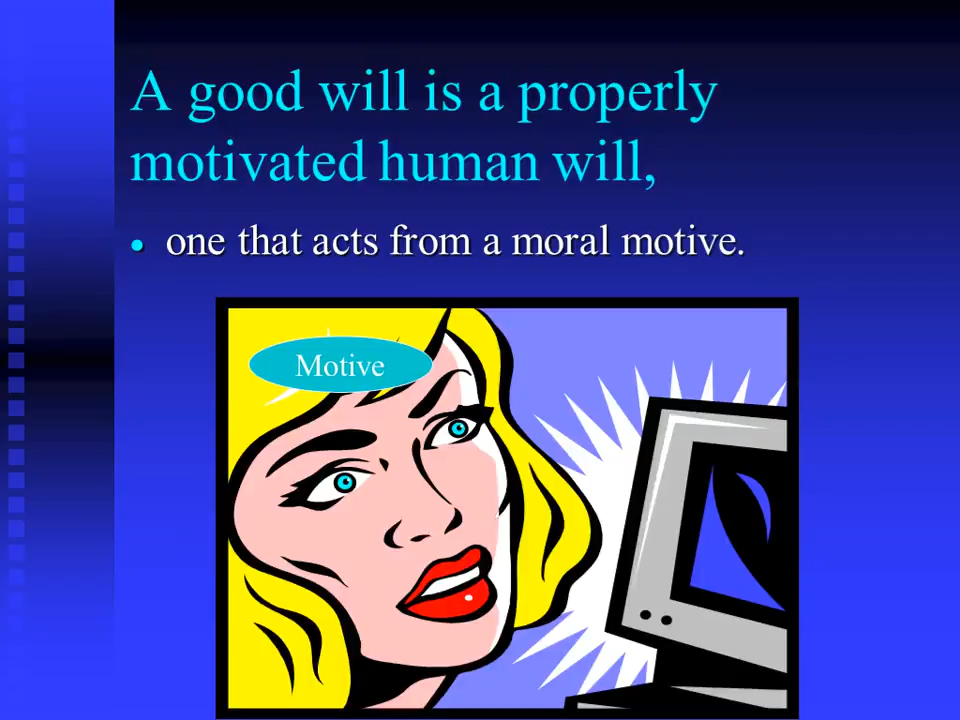 A good will is a properly
motivated human will,
• one that acts from a moral motive.
Motive